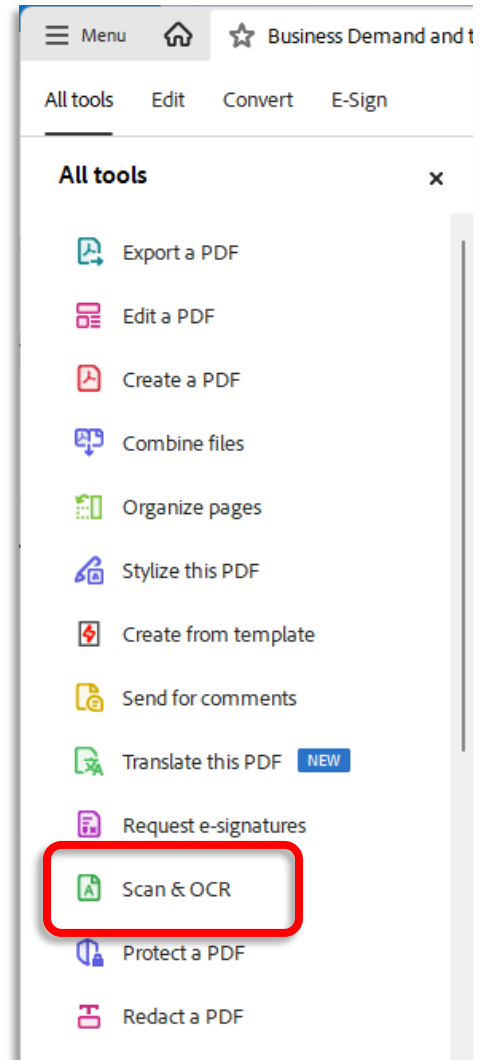 Menu
Business Demand and t
All tools Edit Convert E-Sign
All tools
Export a PDF
Edit a PDF
Create a PDF
Combine files
Organize pages
Stylize this PDF
Create from template
Send for comments
Translate this PDF NEW
Request e-signatures
Scan & OCR
Protect a PDF
Redact a PDF